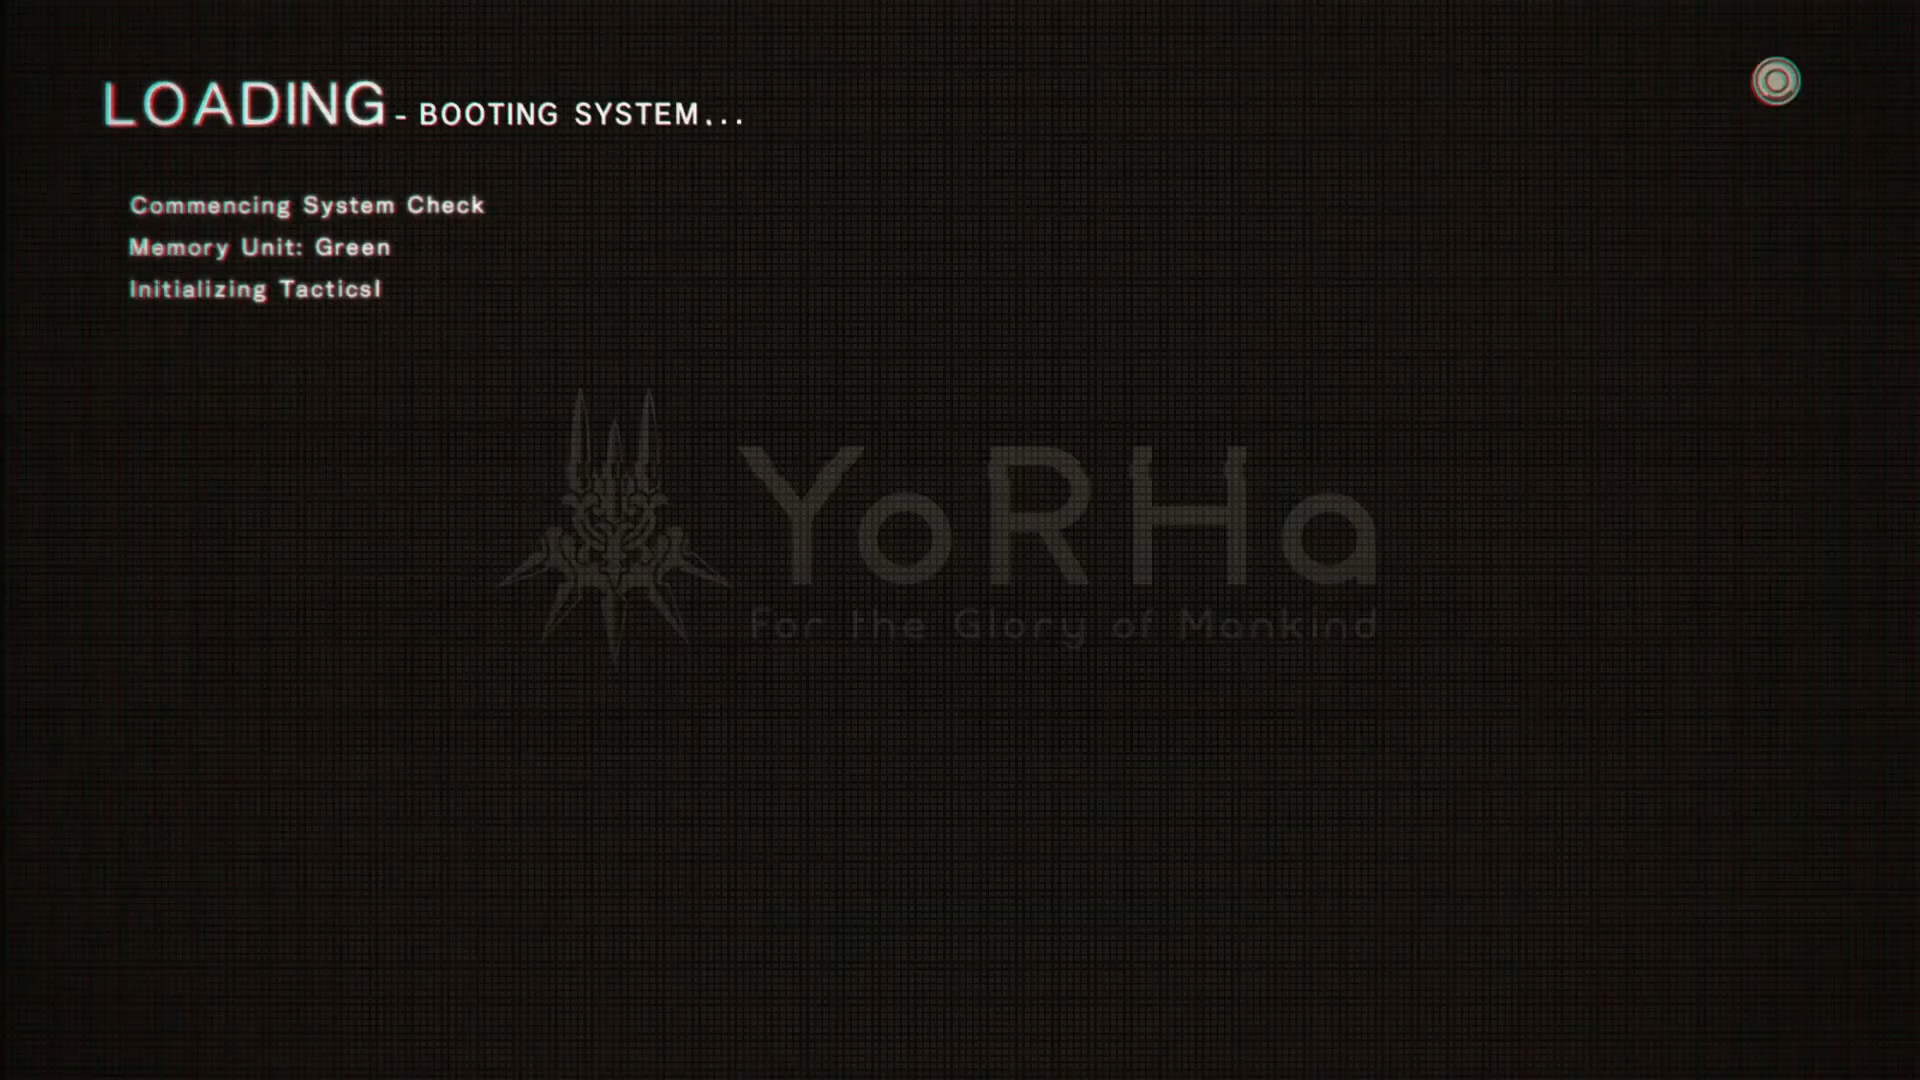 LOADING - BOOTING SYSTEM...
Commencing System Check
Memory Unit: Green
Initializing Tactics
YoRHa
For the Glory of Mankind